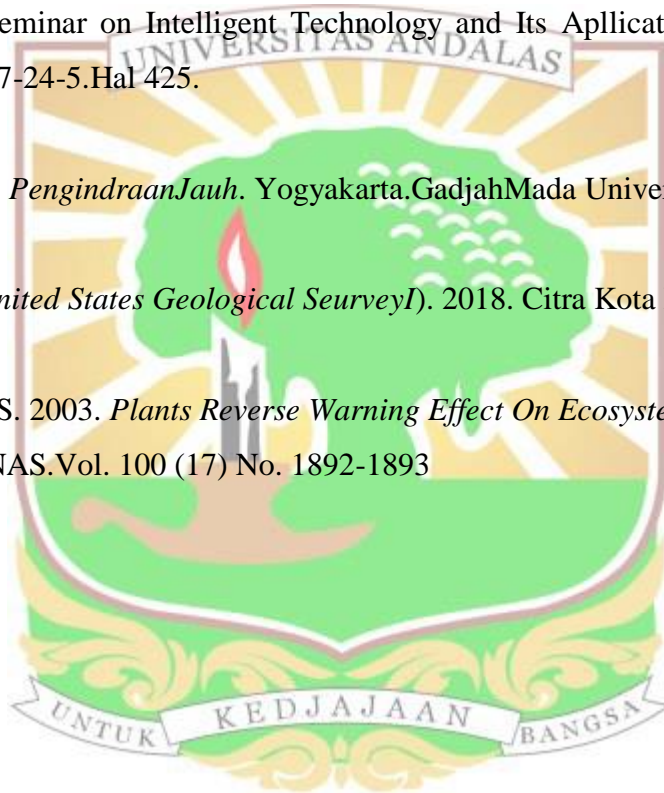 eminar on Intelligent Technology and Its Apllicat
UNIVERSITAS ANDALAS
7-24-5.Hal 425.
PengindraanJauh. Yogyakarta.GadjahMada Univer
nited States Geological SeurveyI). 2018. Citra Kota
S. 2003. Plants Reverse Warning Effect On Ecosyste
NAS.Vol. 100 (17) No. 1892-1893
UNTUK KEDJAJAAN BANGSA